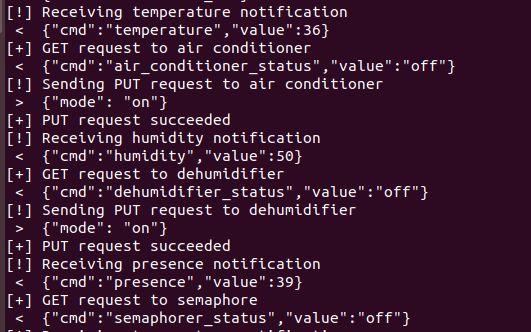 [!] Receiving temperature notification
< {"cmd":"temperature","value":36}
[+] GET request to air conditioner
< {"cmd":"air_conditioner_status","value":"off"}
[!] Sending PUT request to air conditioner
> {"mode": "on"}
[+] PUT request succeeded
[!] Receiving humidity notification
< {"cmd":"humidity","value":50}
[+] GET request to dehumidifier
< {"cmd":"dehumidifier_status","value":"off"}
[!] Sending PUT request to dehumidifier
> {"mode": "on"}
[+] PUT request succeeded
[!] Receiving presence notification
< {"cmd":"presence","value":39}
[+] GET request to semaphore
< {"cmd":"semaphorer_status","value":"off"}